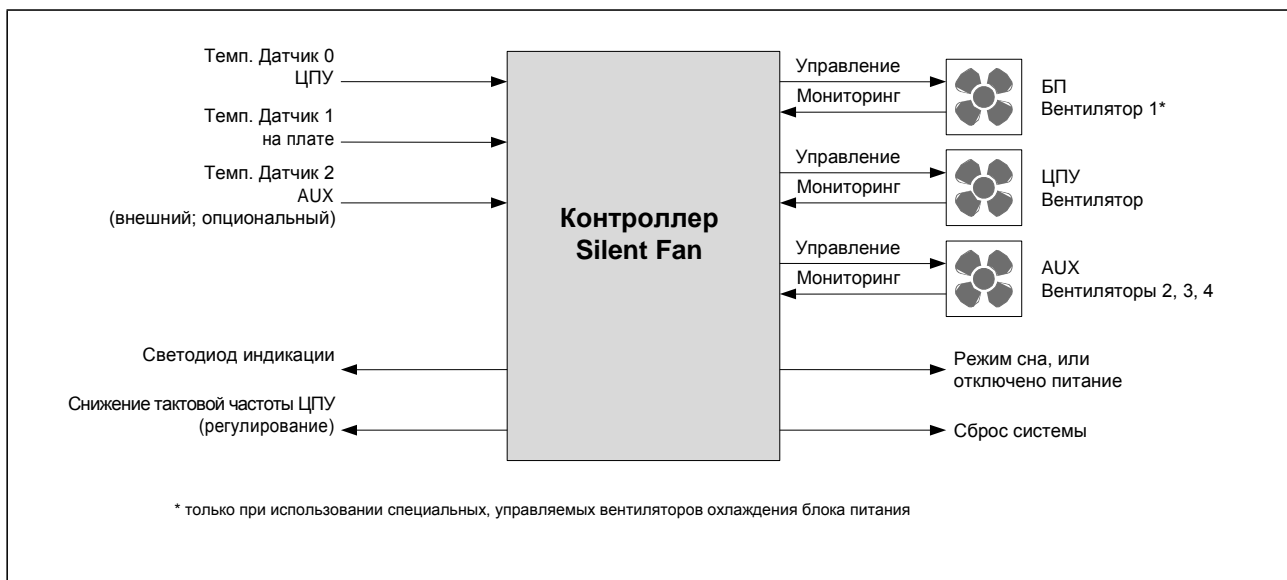 Темп. Датчик 0
ЦПУ
Темп. Датчик 1
на плате
Темп. Датчик 2
AUX
(внешний; опциональный)
Светодиод индикации
Снижение тактовой частоты ЦПУ
(регулирование)
Контроллер
Silent Fan
Управление
Мониторинг
БП
Вентилятор 1*
Управление
Мониторинг
ЦПУ
Вентилятор
Управление
Мониторинг
AUX
Вентиляторы 2, 3, 4
Режим сна, или
отключено питание
Сброс системы
* только при использовании специальных, управляемых вентиляторов охлаждения блока питания